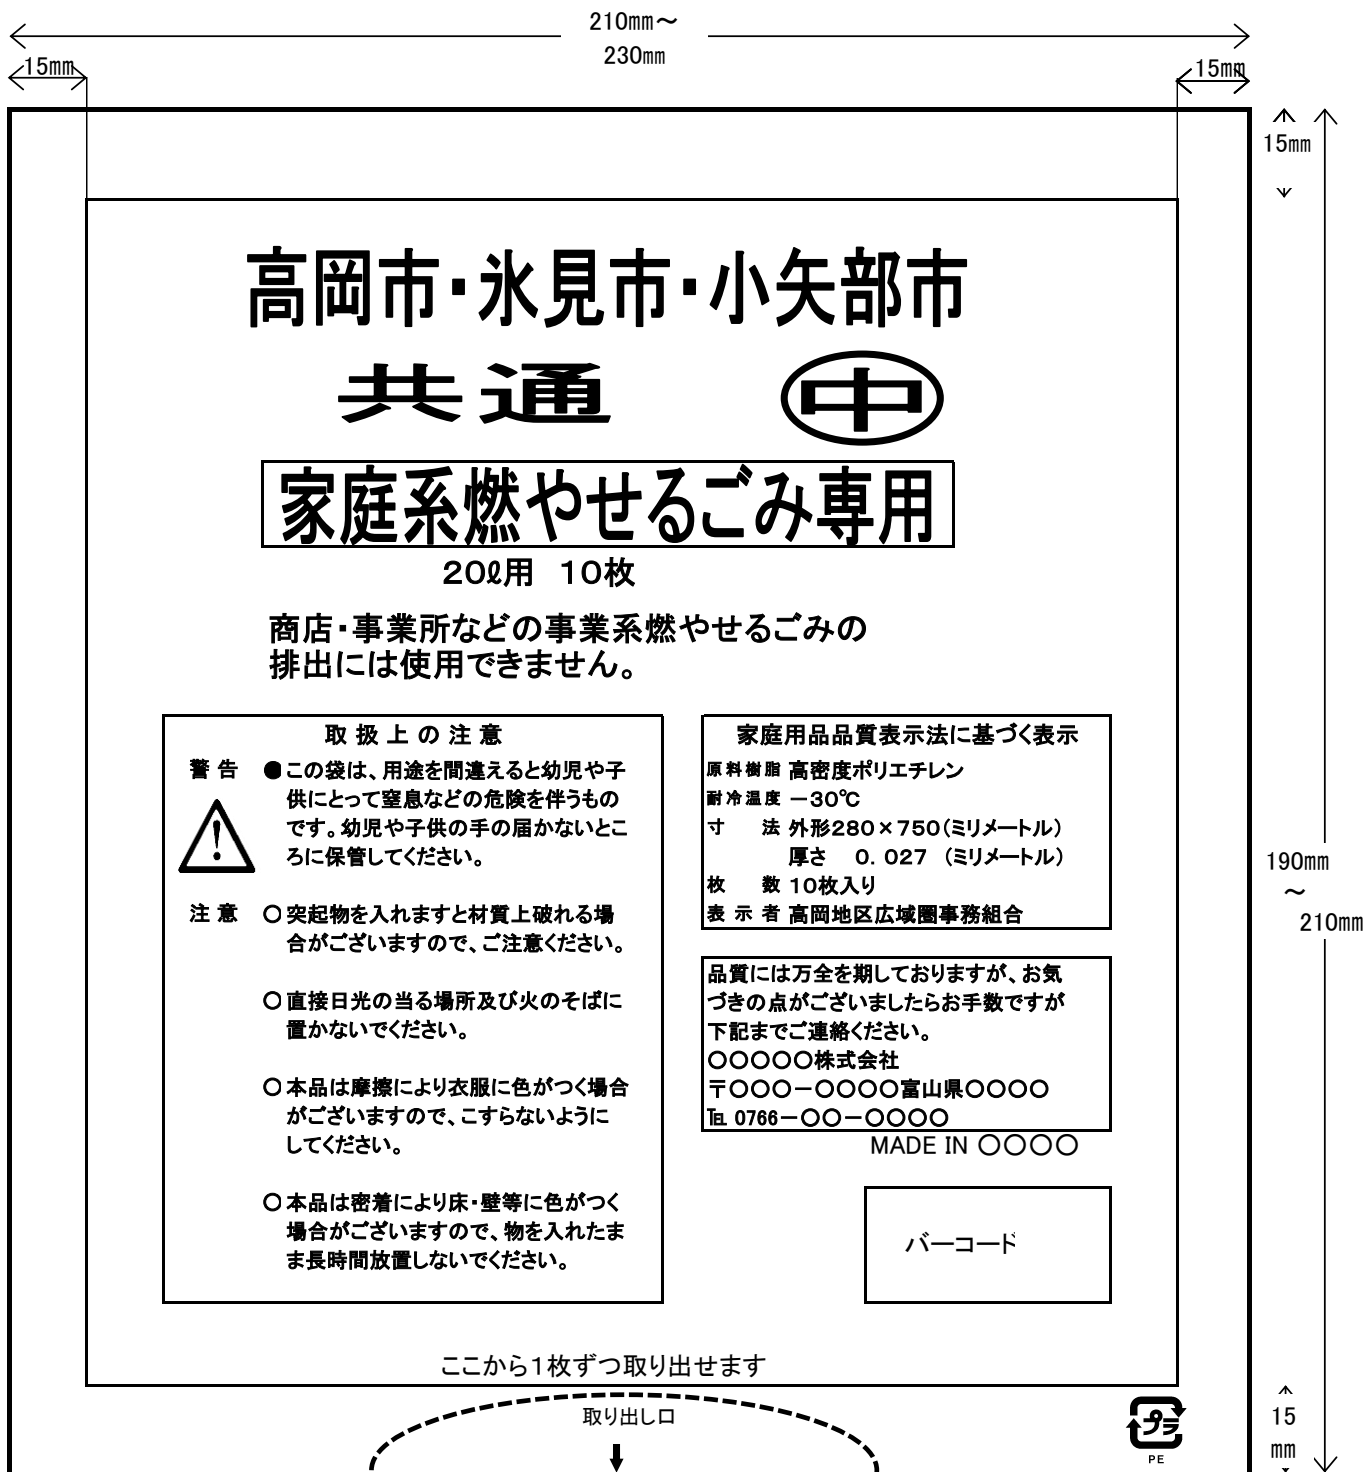 210mm～
230mm
15mm
15mm
15mm
高岡市・氷見市・小矢部市
共通 中
家庭系燃やせるごみ専用
20ℓ用 10枚
商店・事業所などの事業系燃やせるごみの
排出には使用できません。
取扱上の注意
警告 ●この袋は、用途を間違えると幼児や子
供にとって窒息などの危険を伴うもの
です。幼児や子供の手の届かないとこ
ろに保管してください。
注意 ○突起物を入れますと材質上破れる場
合がございますので、ご注意ください。
○直接日光の当る場所及び火のそばに
置かないでください。
○本品は摩擦により衣服に色がつく場合
がございますので、こすらないように
してください。
○本品は密着により床・壁等に色がつく
場合がございますので、物を入れたま
ま長時間放置しないでください。
家庭用品品質表示法に基づく表示
原料樹脂 高密度ポリエチレン
耐冷温度 －30℃
寸法 外形280×750（ミリメートル）
厚さ 0.027 （ミリメートル）
枚数 10枚入り
表示者 高岡地区広域圏事務組合
品質には万全を期しておりますが、お気
づきの点がございましたらお手数ですが
下記までご連絡ください。
○○○○○株式会社
〒○○○－○○○○富山県○○○○
℡ 0766－○○－○○○○
MADE IN ○○○○
バーコード
190mm
～
210mm
ここから1枚ずつ取り出せます
取り出し口
プラ
PE
15
mm